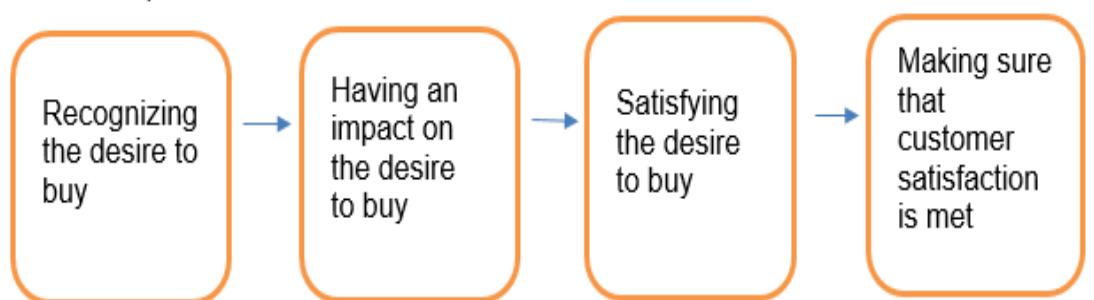 Recognizing
the desire to
buy
Having an
impact on
the desire
to buy
Satisfying
the desire
to buy
Making sure
that
customer
satisfaction
is met